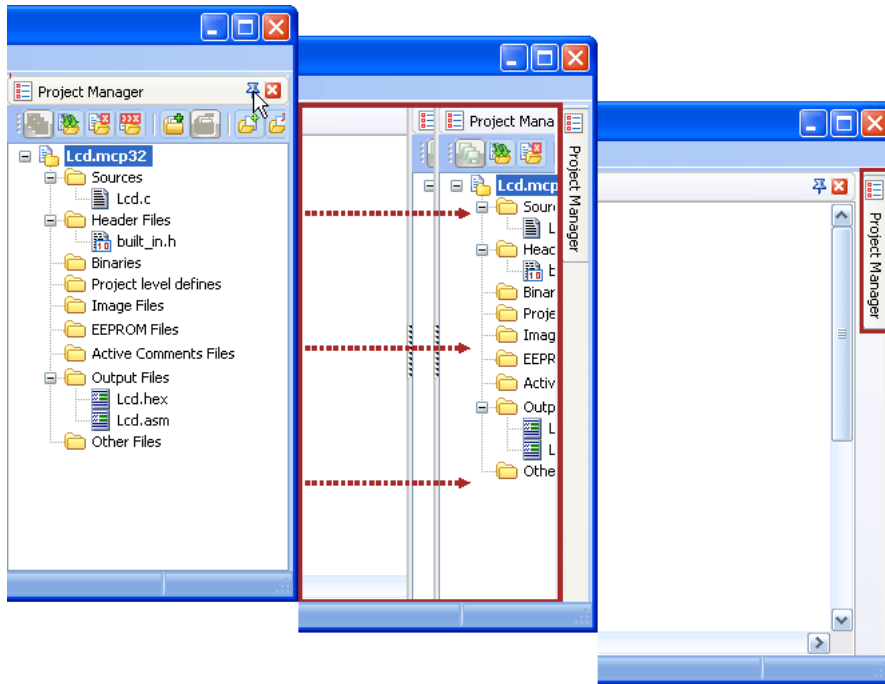 Project Manager
Lcd.mcp32
Sources
Lcd.c
Header Files
built_in.h
Binaries
Project level defines
Image Files
EEPROM Files
Active Comments Files
Output Files
Lcd.hex
Lcd.asm
Other Files
Project Mana
Lcd.mcp
Sour
L
Heac
b
Binar
Proje
Imag
EEPR
Activ
Outp
L
L
Othe
Project Manager
Project Manager